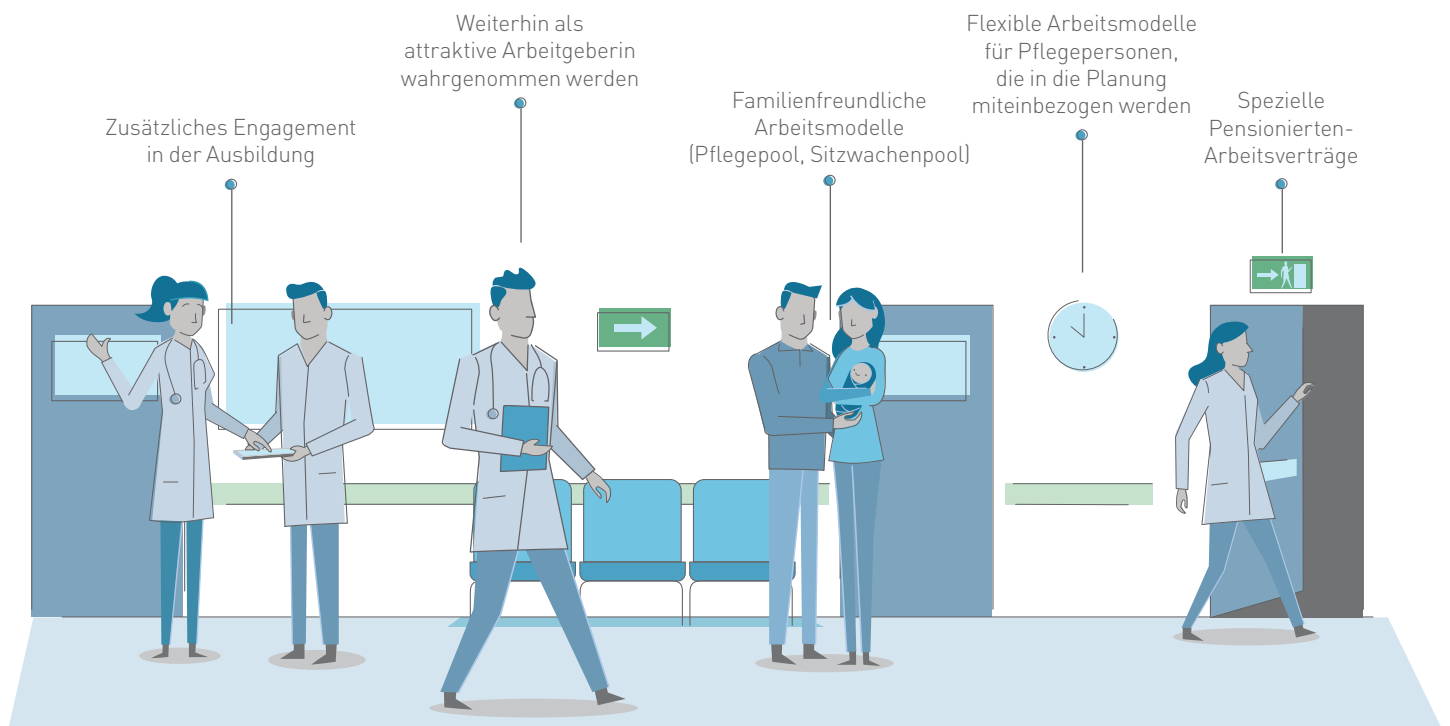 Zusätzliches Engagement
in der Ausbildung
Weiterhin als
attraktive Arbeitgeberin
wahrgenommen werden
Familienfreundliche
Arbeitsmodelle
(Pflegepool, Sitzwachenpool)
Flexible Arbeitsmodelle
für Pflegepersonen,
die in die Planung
miteinbezogen werden
Spezielle
Pensionierten-
Arbeitsverträge